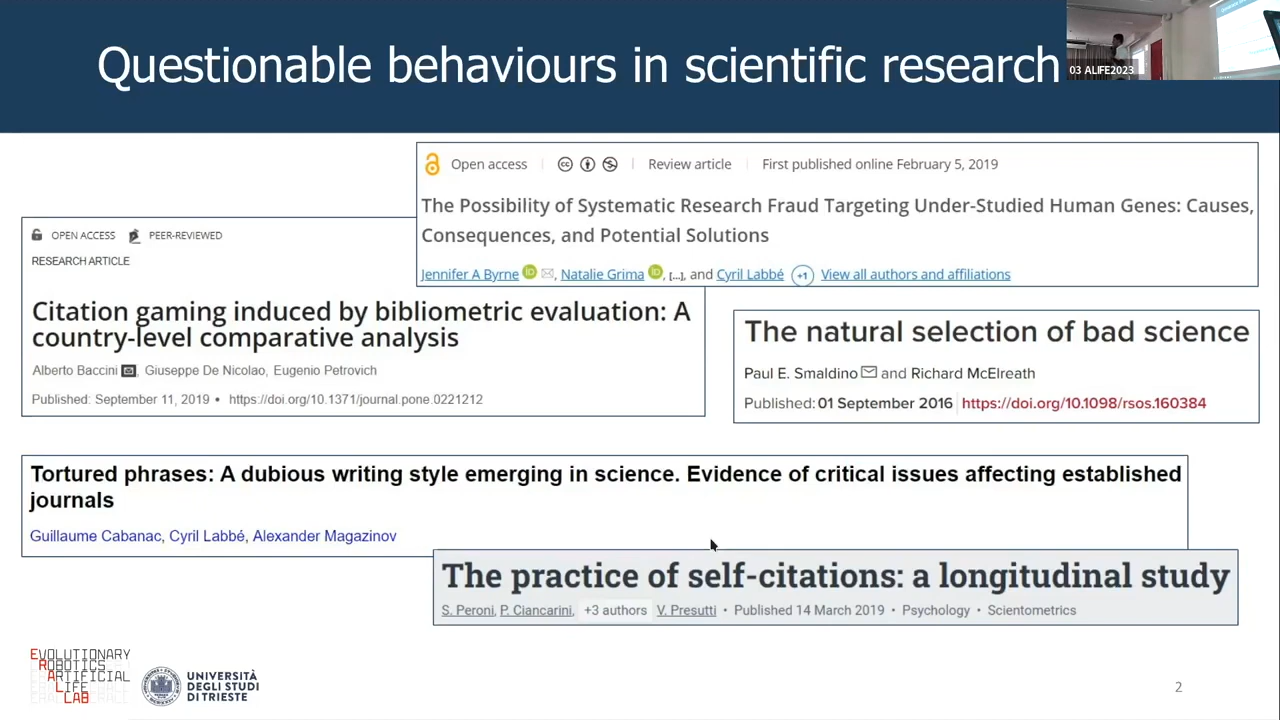 Questionable behaviours in scientific research
03 ALIFE2023
Open access
Review article
First published online February 5, 2019
The Possibility of Systematic Research Fraud Targeting Under-Studied Human Genes: Causes,
Consequences, and Potential Solutions
Jennifer A Byrne, Natalie Grima, [...], and Cyril Labbé +1 View all authors and affiliations
OPEN ACCESS PEER-REVIEWED
RESEARCH ARTICLE
Citation gaming induced by bibliometric evaluation: A
country-level comparative analysis
Alberto Baccini, Giuseppe De Nicolao, Eugenio Petrovich
Published: September 11, 2019 • https://doi.org/10.1371/journal.pone.0221212
The natural selection of bad science
Paul E. Smaldino and Richard McElreath
Published: 01 September 2016 https://doi.org/10.1098/rsos.160384
Tortured phrases: A dubious writing style emerging in science. Evidence of critical issues affecting established
journals
Guillaume Cabanac, Cyril Labbé, Alexander Magazinov
The practice of self-citations: a longitudinal study
S. Peroni, P. Ciancarini, +3 authors V. Presutti • Published 14 March 2019 • Psychology • Scientometrics
EVOLUTIONARY
ROBOTICS
ARTIFICIAL
LIFE
LAB
UNIVERSITÀ
DEGLI STUDI
DI TRIESTE
2